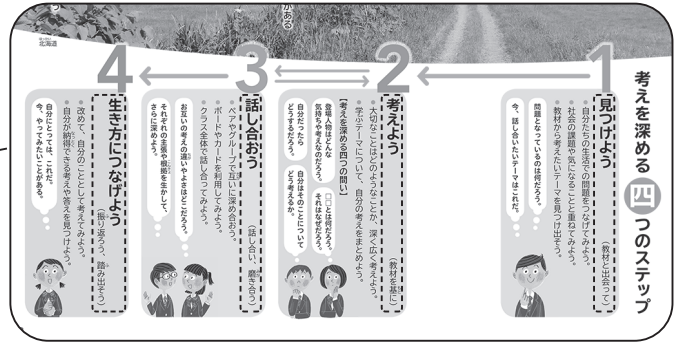 考えを深める四つのステップ
1
見つけよう
（教材と出会って）
自分たちの生活での問題をつなげてみよう。
社会の課題や気になることと重ねてみよう。
教材から考えたいテーマを見つけ出そう。
問題となっているのは何だろう。
今、話し合いたいテーマはこれだ。
2
考えよう
（教材を基に）
大切なことはどのようなことか、深く広く考えよう。
学ぶテーマについて、自分の考えをまとめよう。
【考えを深める四つの問い】
登場人物はどんな
気持ちや考えなのだろう。
□□とは何だろう。
それはなぜだろう。
自分だったら
どうするだろう。
自分はそのことについて
どう考えるか。
3
話し合おう
（話し合い、磨き合う）
ペアやグループで互いに深め合おう。
ボードやカードを利用してみよう。
クラス全体で話し合ってみよう。
お互いの考えの違いやよさはどこだろう。
それぞれの主張や根拠を生かして、
さらに深めよう。
4
生き方につなげよう
（振り返ろう、踏み出そう）
改めて、自分のこととして考えてみよう。
自分が納得できる考えや答えを見つけよう。
自分にとっては、これだ。
今、やってみたいことがある。
がある
北海道